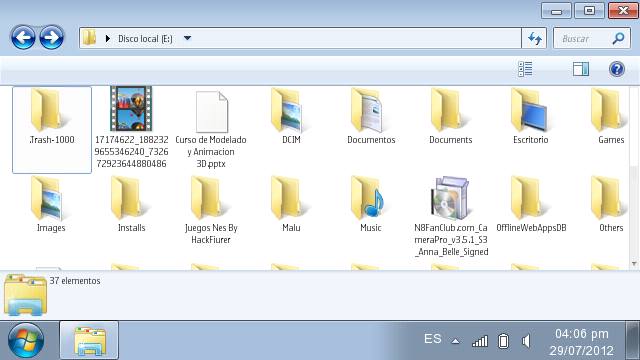 Disco local (E:)
Buscar
.Trash-1000
17174622_1882329655346240_732672923644880486
Curso de Modelado y Animacion 3D.pptx
DCIM
Documentos
Documents
Escritorio
Games
Images
Installs
Juegos Nes By HackFiurer
Malu
Music
N8FanClub.com_CameraPro_v3.5.1_S3_Anna_Belle_Signed
OfflineWebAppsDB
Others
37 elementos
ES
04:06 pm
29/07/2012